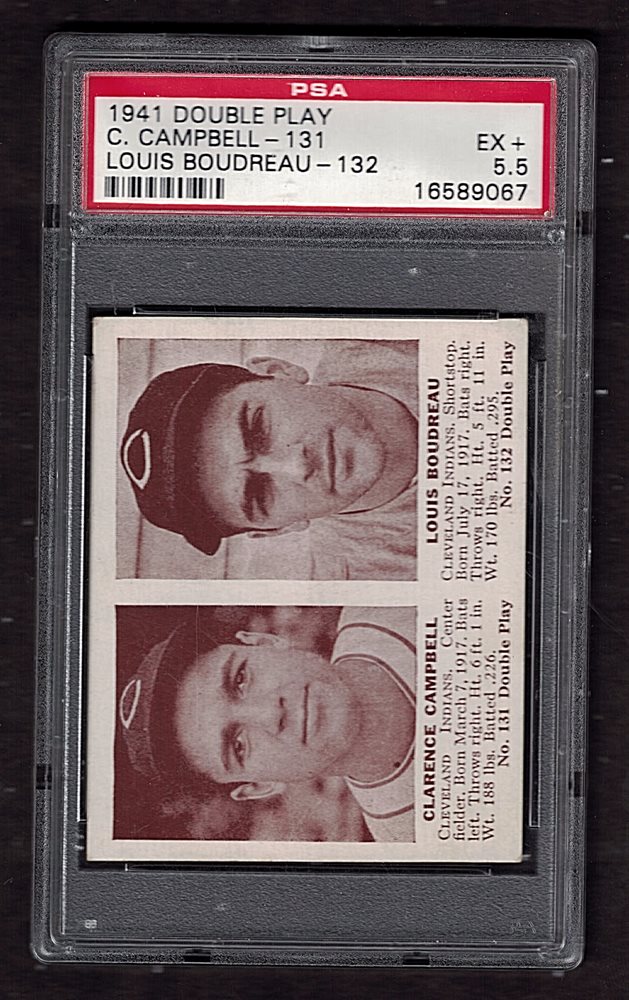 PSA
1941 DOUBLE PLAY
C. CAMPBELL-131
EX+
LOUIS BOUDREAU-132
5.5
16589067
CLARENCE CAMPBELL
CLEVELAND INDIANS. Center
fielder. Born March 7, 1917. Bats
left. Throws right. Ht. 6 ft. 1 in.
Wt. 188 lbs. Batted .226.
No. 131 Double Play
LOUIS BOUDREAU
CLEVELAND INDIANS. Shortstop.
Born July 17, 1917. Bats right.
Throws right. Ht. 5 ft. 11 in.
Wt. 170 lbs. Batted .295.
No. 132 Double Play